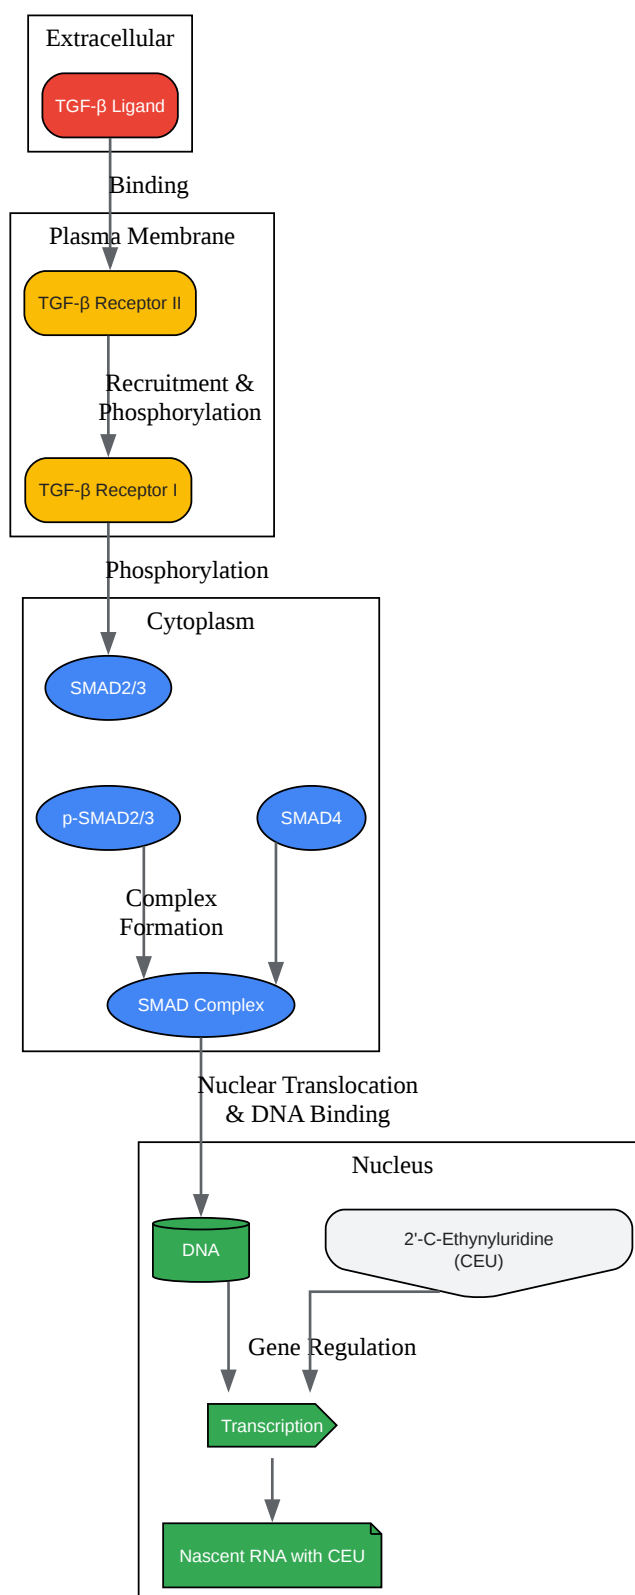 Extracellular
TGF-β Ligand
Binding
Plasma Membrane
TGF-β Receptor II
Recruitment &
Phosphorylation
TGF-β Receptor I
Phosphorylation
Cytoplasm
SMAD2/3
p-SMAD2/3
SMAD4
Complex
Formation
SMAD Complex
Nuclear Translocation
& DNA Binding
Nucleus
DNA
2'-C-Ethynyluridine
(CEU)
Gene Regulation
Transcription
Nascent RNA with CEU